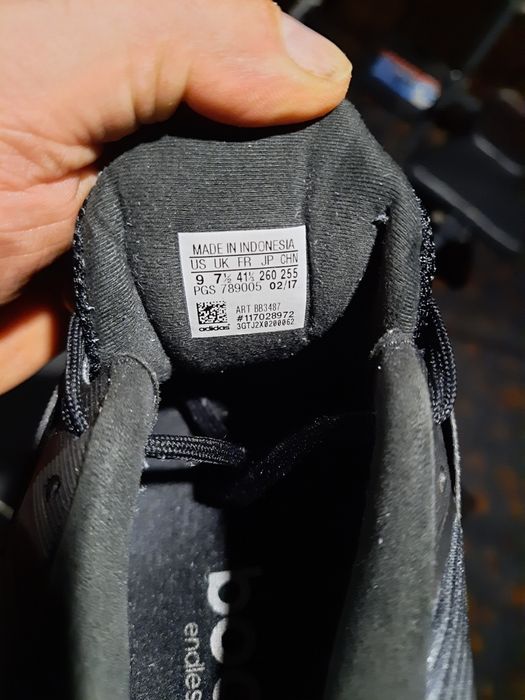 MADE IN INDONESIA
US UK FR JP CHN
9 7½ 41⅓ 260 255
PGS 789005 02/17
ART BB3487
#117028972
adidas 3GTJ2X0200062
boo
endles